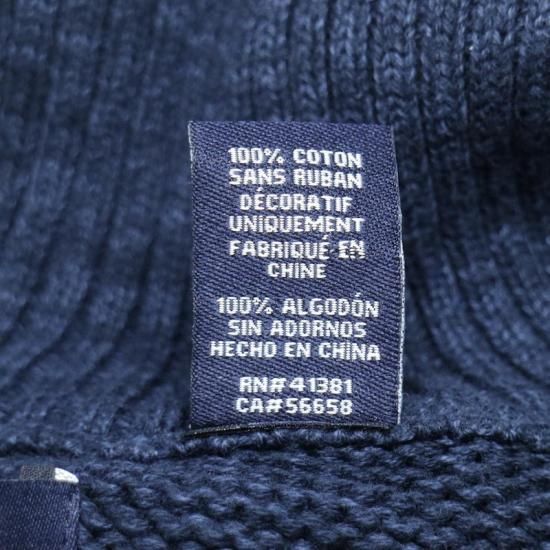 100% COTON
SANS RUBAN
DÉCORATIF
UNIQUEMENT
FABRIQUÉ EN
CHINE
100% ALGODÓN
SIN ADORNOS
HECHO EN CHINA
RN#41381
CA#56658